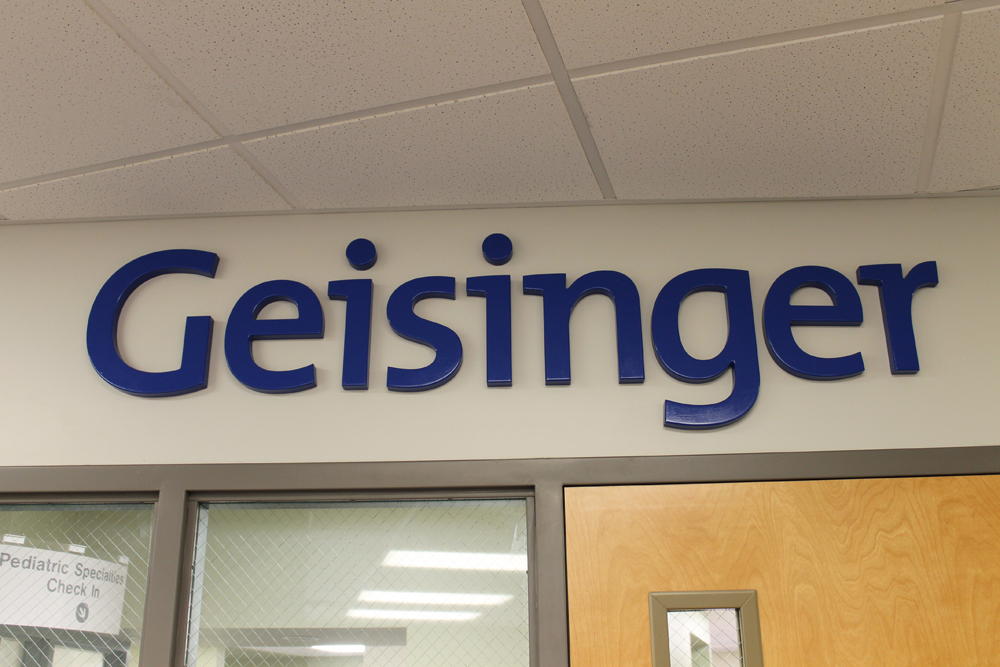 Geisinger
Pediatric Specialties
Check In